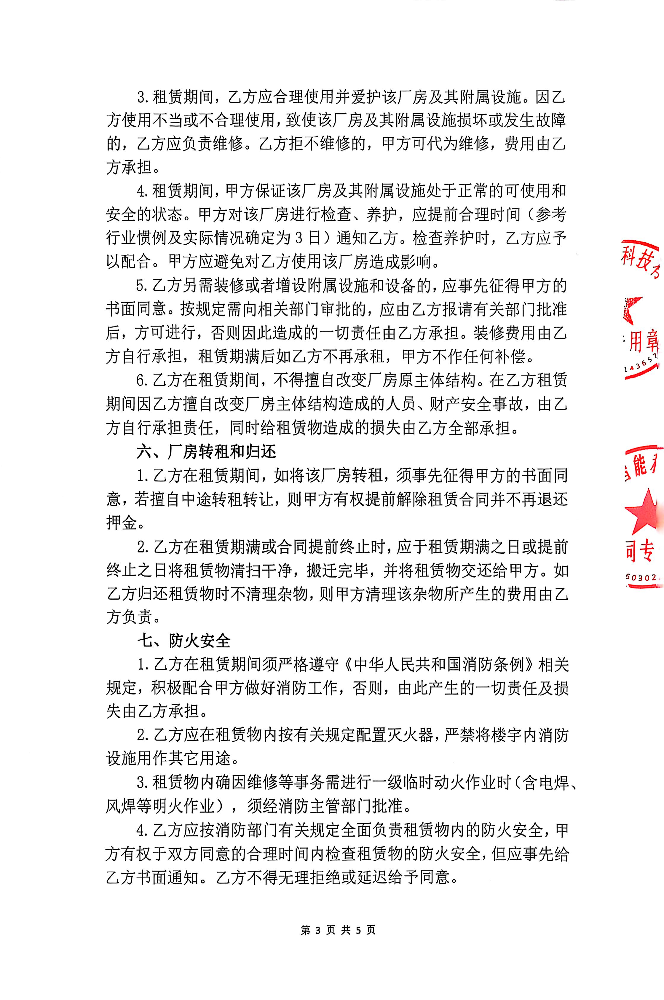 3.租赁期间，乙方应合理使用并爱护该厂房及其附属设施。因乙
方使用不当或不合理使用，致使该厂房及其附属设施损坏或发生故障
的，乙方应负责维修。乙方拒不维修的，甲方可代为维修，费用由乙
方承担。
4.租赁期间，甲方保证该厂房及其附属设施处于正常的可使用和
安全的状态。甲方对该厂房进行检查、养护，应提前合理时间（参考
行业惯例及实际情况确定为 3 日）通知乙方。检查养护时，乙方应予
以配合。甲方应避免对乙方使用该厂房造成影响。
5.乙方另需装修或者增设附属设施和设备的，应事先征得甲方的
书面同意。按规定需向相关部门审批的，应由乙方报请有关部门批准
后，方可进行，否则因此造成的一切责任由乙方承担。装修费用由乙
方自行承担，租赁期满后如乙方不再承租，甲方不作任何补偿。
6.乙方在租赁期间，不得擅自改变厂房原主体结构。在乙方租赁
期间因乙方擅自改变厂房主体结构造成的人员、财产安全事故，由乙
方自行承担责任，同时给租赁物造成的损失由乙方全部承担。
六、厂房转租和归还
1.乙方在租赁期间，如将该厂房转租，须事先征得甲方的书面同
意，若擅自中途转租转让，则甲方有权提前解除租赁合同并不再退还
押金。
2.乙方在租赁期满或合同提前终止时，应于租赁期满之日或提前
终止之日将租赁物清扫干净，搬迁完毕，并将租赁物交还给甲方。如
乙方归还租赁物时不清理杂物，则甲方清理该杂物所产生的费用由乙
方负责。
七、防火安全
1.乙方在租赁期间须严格遵守《中华人民共和国消防条例》相关
规定，积极配合甲方做好消防工作，否则，由此产生的一切责任及损
失由乙方承担。
2.乙方应在租赁物内按有关规定配置灭火器，严禁将楼宇内消防
设施用作其它用途。
3.租赁物内确因维修等事务需进行一级临时动火作业时（含电焊、
风焊等明火作业），须经消防主管部门批准。
4.乙方应按消防部门有关规定全面负责租赁物内的防火安全，甲
方有权于双方同意的合理时间内检查租赁物的防火安全，但应事先给
乙方书面通知。乙方不得无理拒绝或延迟给予同意。
第 3 页 共 5 页
科技
用章
143657
能
同专
50302